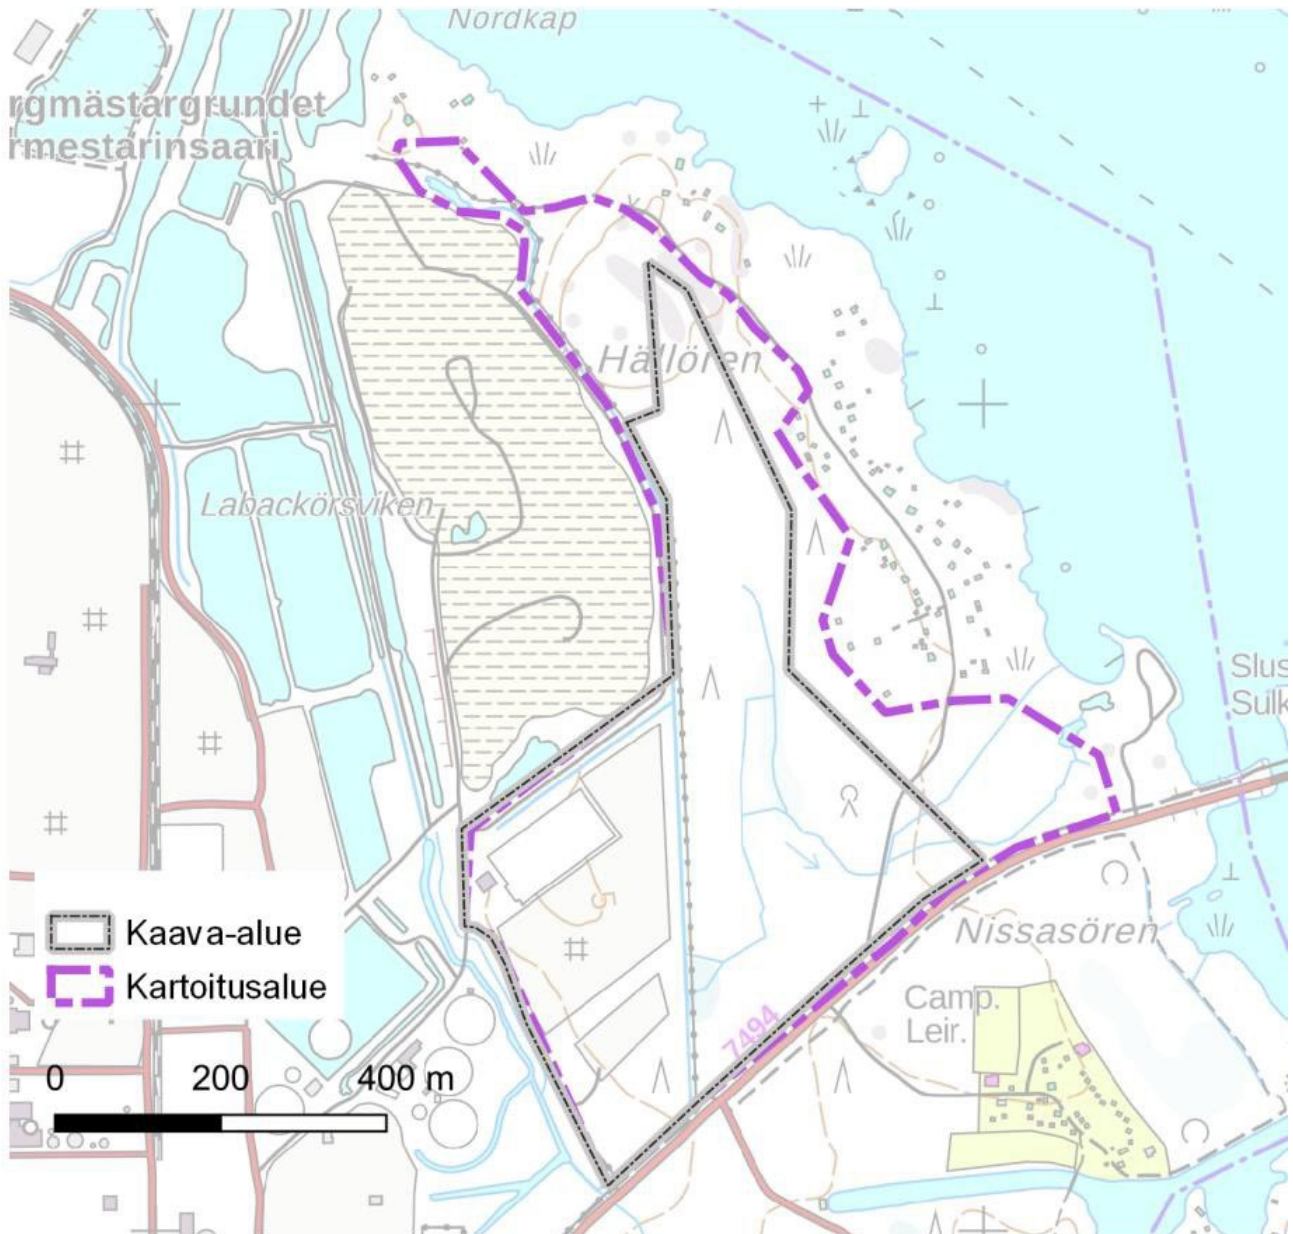 Nordkap
rgmästargrundet
rmestarinsaari
Hällören
Labackörsviken
Slus
Sulk
5
Nissasören
Camp.
Leir.
7494
Kaava-alue
Kartoitusalue
0 200 400 m